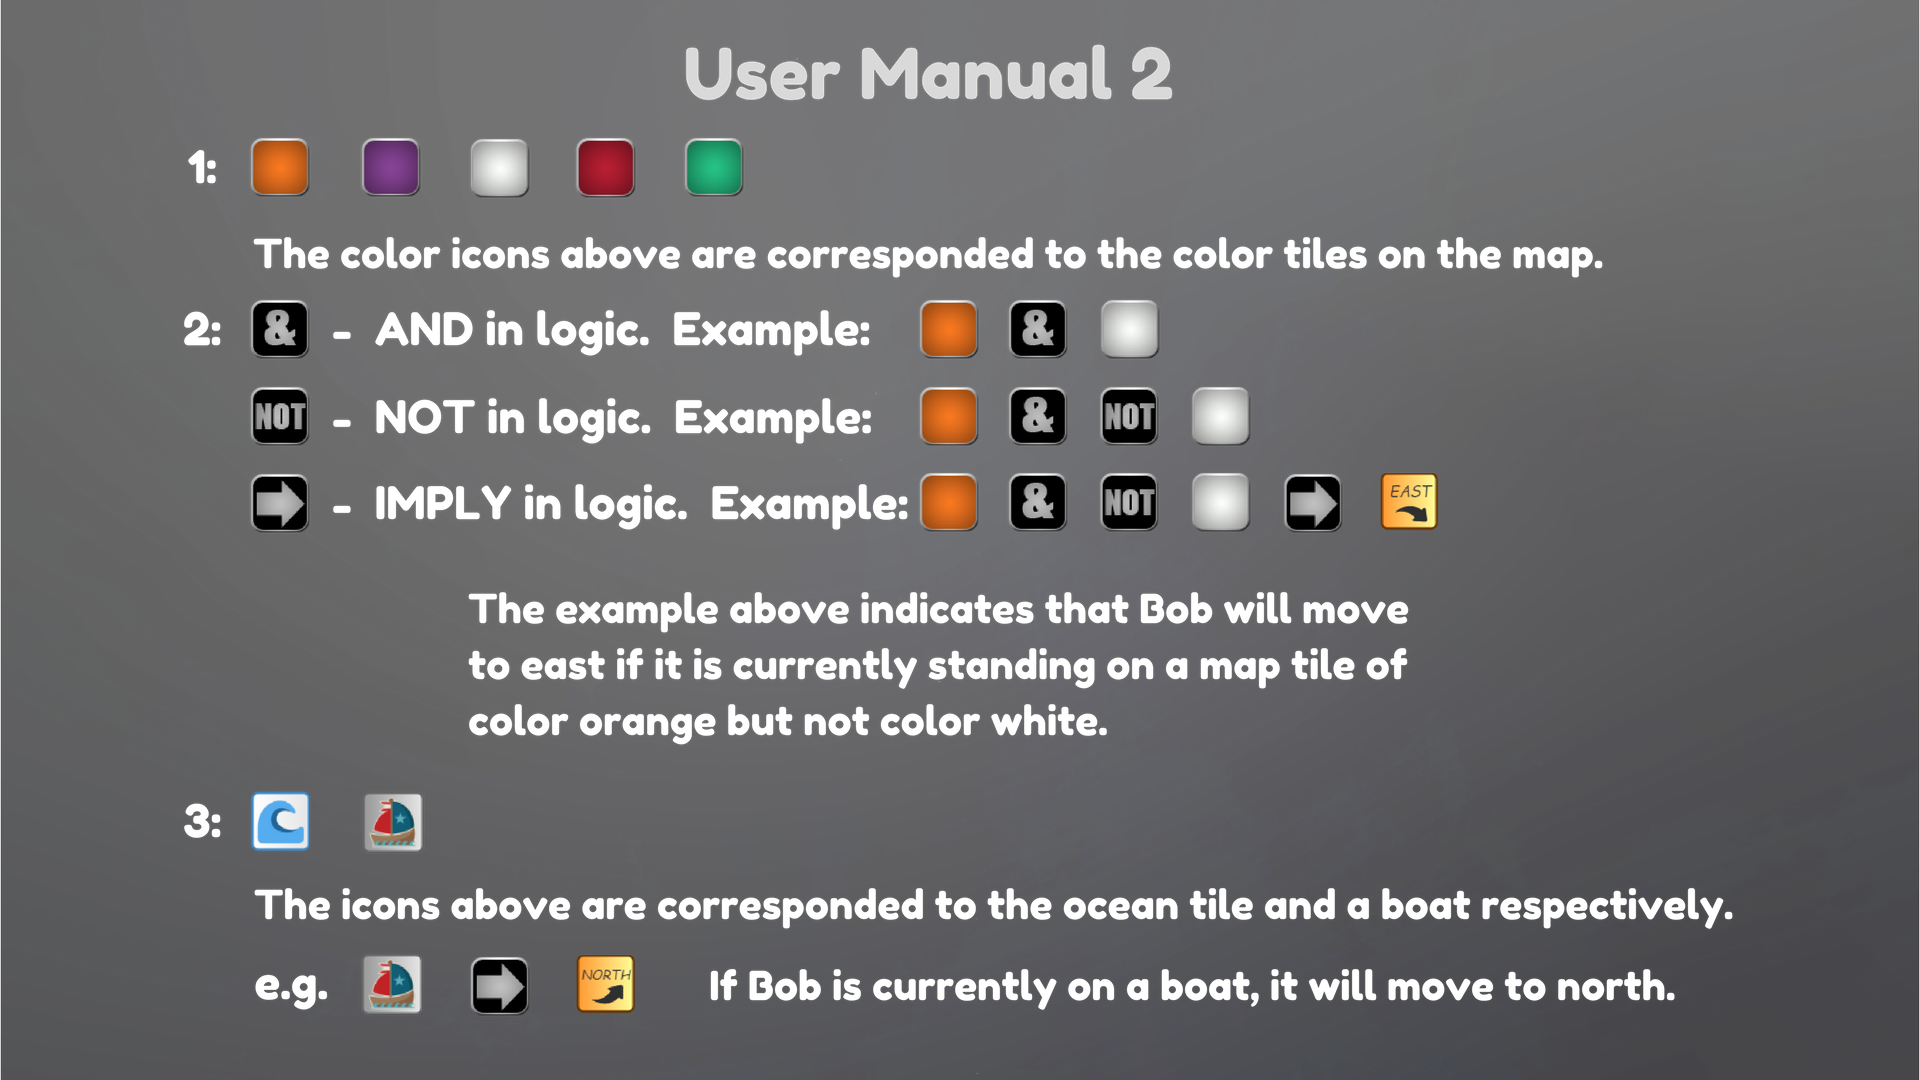 User Manual 2
1:
The color icons above are corresponded to the color tiles on the map.
2: & - AND in logic. Example: &
NOT - NOT in logic. Example: & NOT
- IMPLY in logic. Example: & NOT EAST
The example above indicates that Bob will move
to east if it is currently standing on a map tile of
color orange but not color white.
3:
The icons above are corresponded to the ocean tile and a boat respectively.
e.g. NORTH If Bob is currently on a boat, it will move to north.